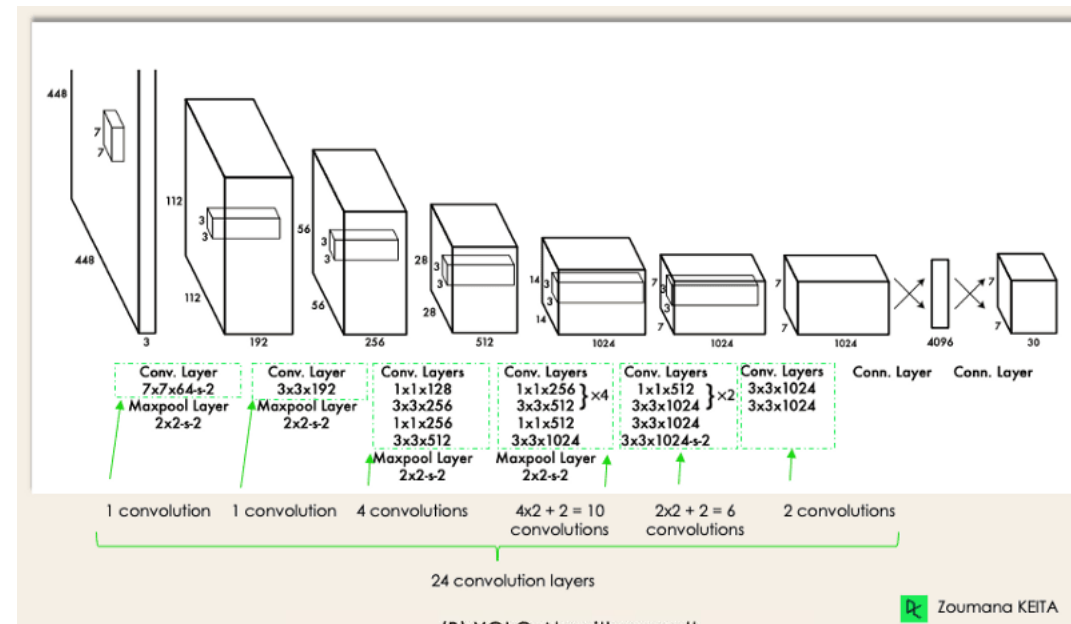 448
7
7
448
3
112
3
3
112
192
56
3
3
56
256
28
3
3
28
512
14
3
3
14
1024
7
3
3
7
1024
7
7
1024
4096
7
7
30
Conv. Layer
7x7x64-s-2
Maxpool Layer
2x2-s-2
Conv. Layer
3x3x192
Maxpool Layer
2x2-s-2
Conv. Layers
1x1x128
3x3x256
1x1x256
3x3x512
Maxpool Layer
2x2-s-2
Conv. Layers
1x1x256
3x3x512 } ×4
1x1x512
3x3x1024
Maxpool Layer
2x2-s-2
Conv. Layers
1x1x512
3x3x1024 } ×2
3x3x1024
3x3x1024-s-2
Conv. Layers
3x3x1024
3x3x1024
Conn. Layer
Conn. Layer
1 convolution
1 convolution
4 convolutions
4x2 + 2 = 10
convolutions
2x2 + 2 = 6
convolutions
2 convolutions
24 convolution layers
Zoumana KEITA